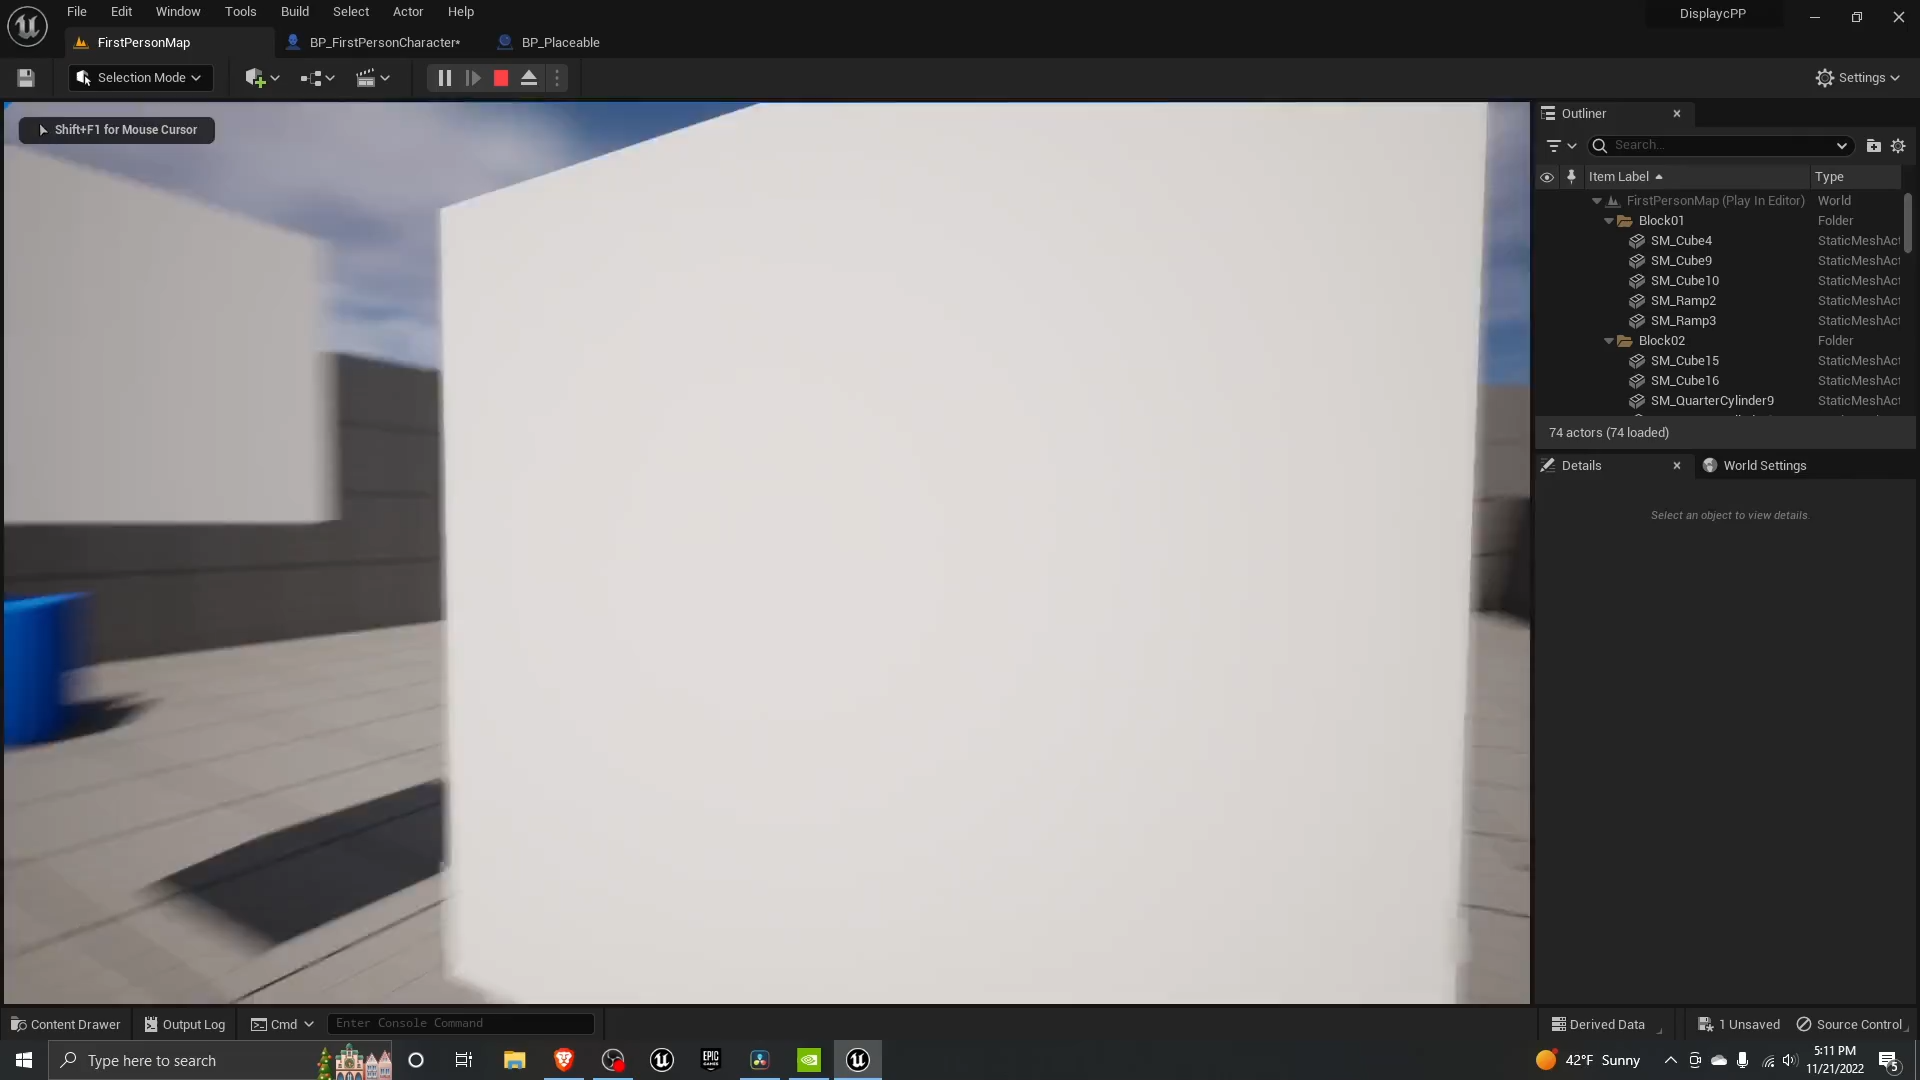 File Edit Window Tools Build Select Actor Help
DisplaycPP
FirstPersonMap
BP_FirstPersonCharacter*
BP_Placeable
Selection Mode
Settings
Shift+F1 for Mouse Cursor
Outliner
Search...
Item Label
Type
FirstPersonMap (Play In Editor) World
Block01 Folder
SM_Cube4 StaticMeshAct
SM_Cube9 StaticMeshAct
SM_Cube10 StaticMeshAct
SM_Ramp2 StaticMeshAct
SM_Ramp3 StaticMeshAct
Block02 Folder
SM_Cube15 StaticMeshAct
SM_Cube16 StaticMeshAct
SM_QuarterCylinder9 StaticMeshAct
74 actors (74 loaded)
Details
World Settings
Select an object to view details.
Content Drawer
Output Log
Cmd
Enter Console Command
Derived Data
1 Unsaved
Source Control
Type here to search
EPIC
42°F Sunny
5:11 PM
11/21/2022
5